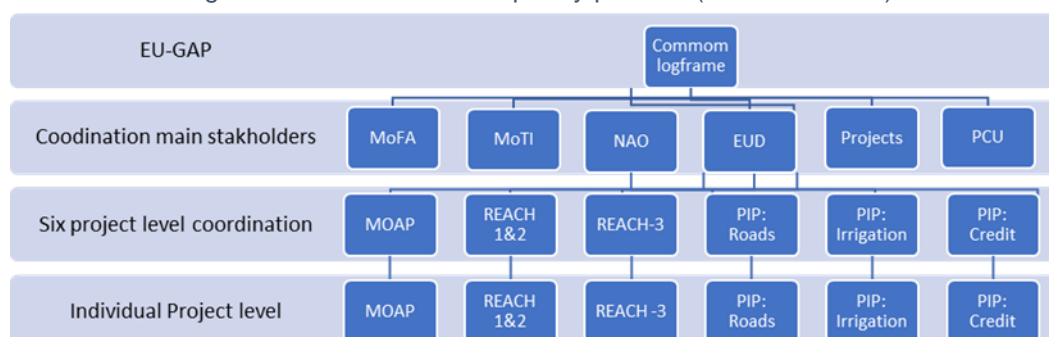 EU-GAP
Commom
logframe
Coodination main stakholders
MoFA
MoTI
NAO
EUD
Projects
PCU
Six project level coordination
MOAP
REACH
1&2
REACH-3
PIP:
Roads
PIP:
Irrigation
PIP:
Credit
Individual Project level
MOAP
REACH
1&2
REACH -3
PIP:
Roads
PIP:
Irrigation
PIP:
Credit